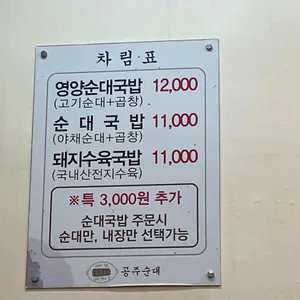 차림표
영양순대국밥 12,000
(고기순대+곱창)
순대국밥 11,000
(야채순대+곱창)
돼지수육국밥 11,000
(국내산전지수육)
※특 3,000원 추가
순대국밥 주문시
순대만, 내장만 선택가능
공주순대